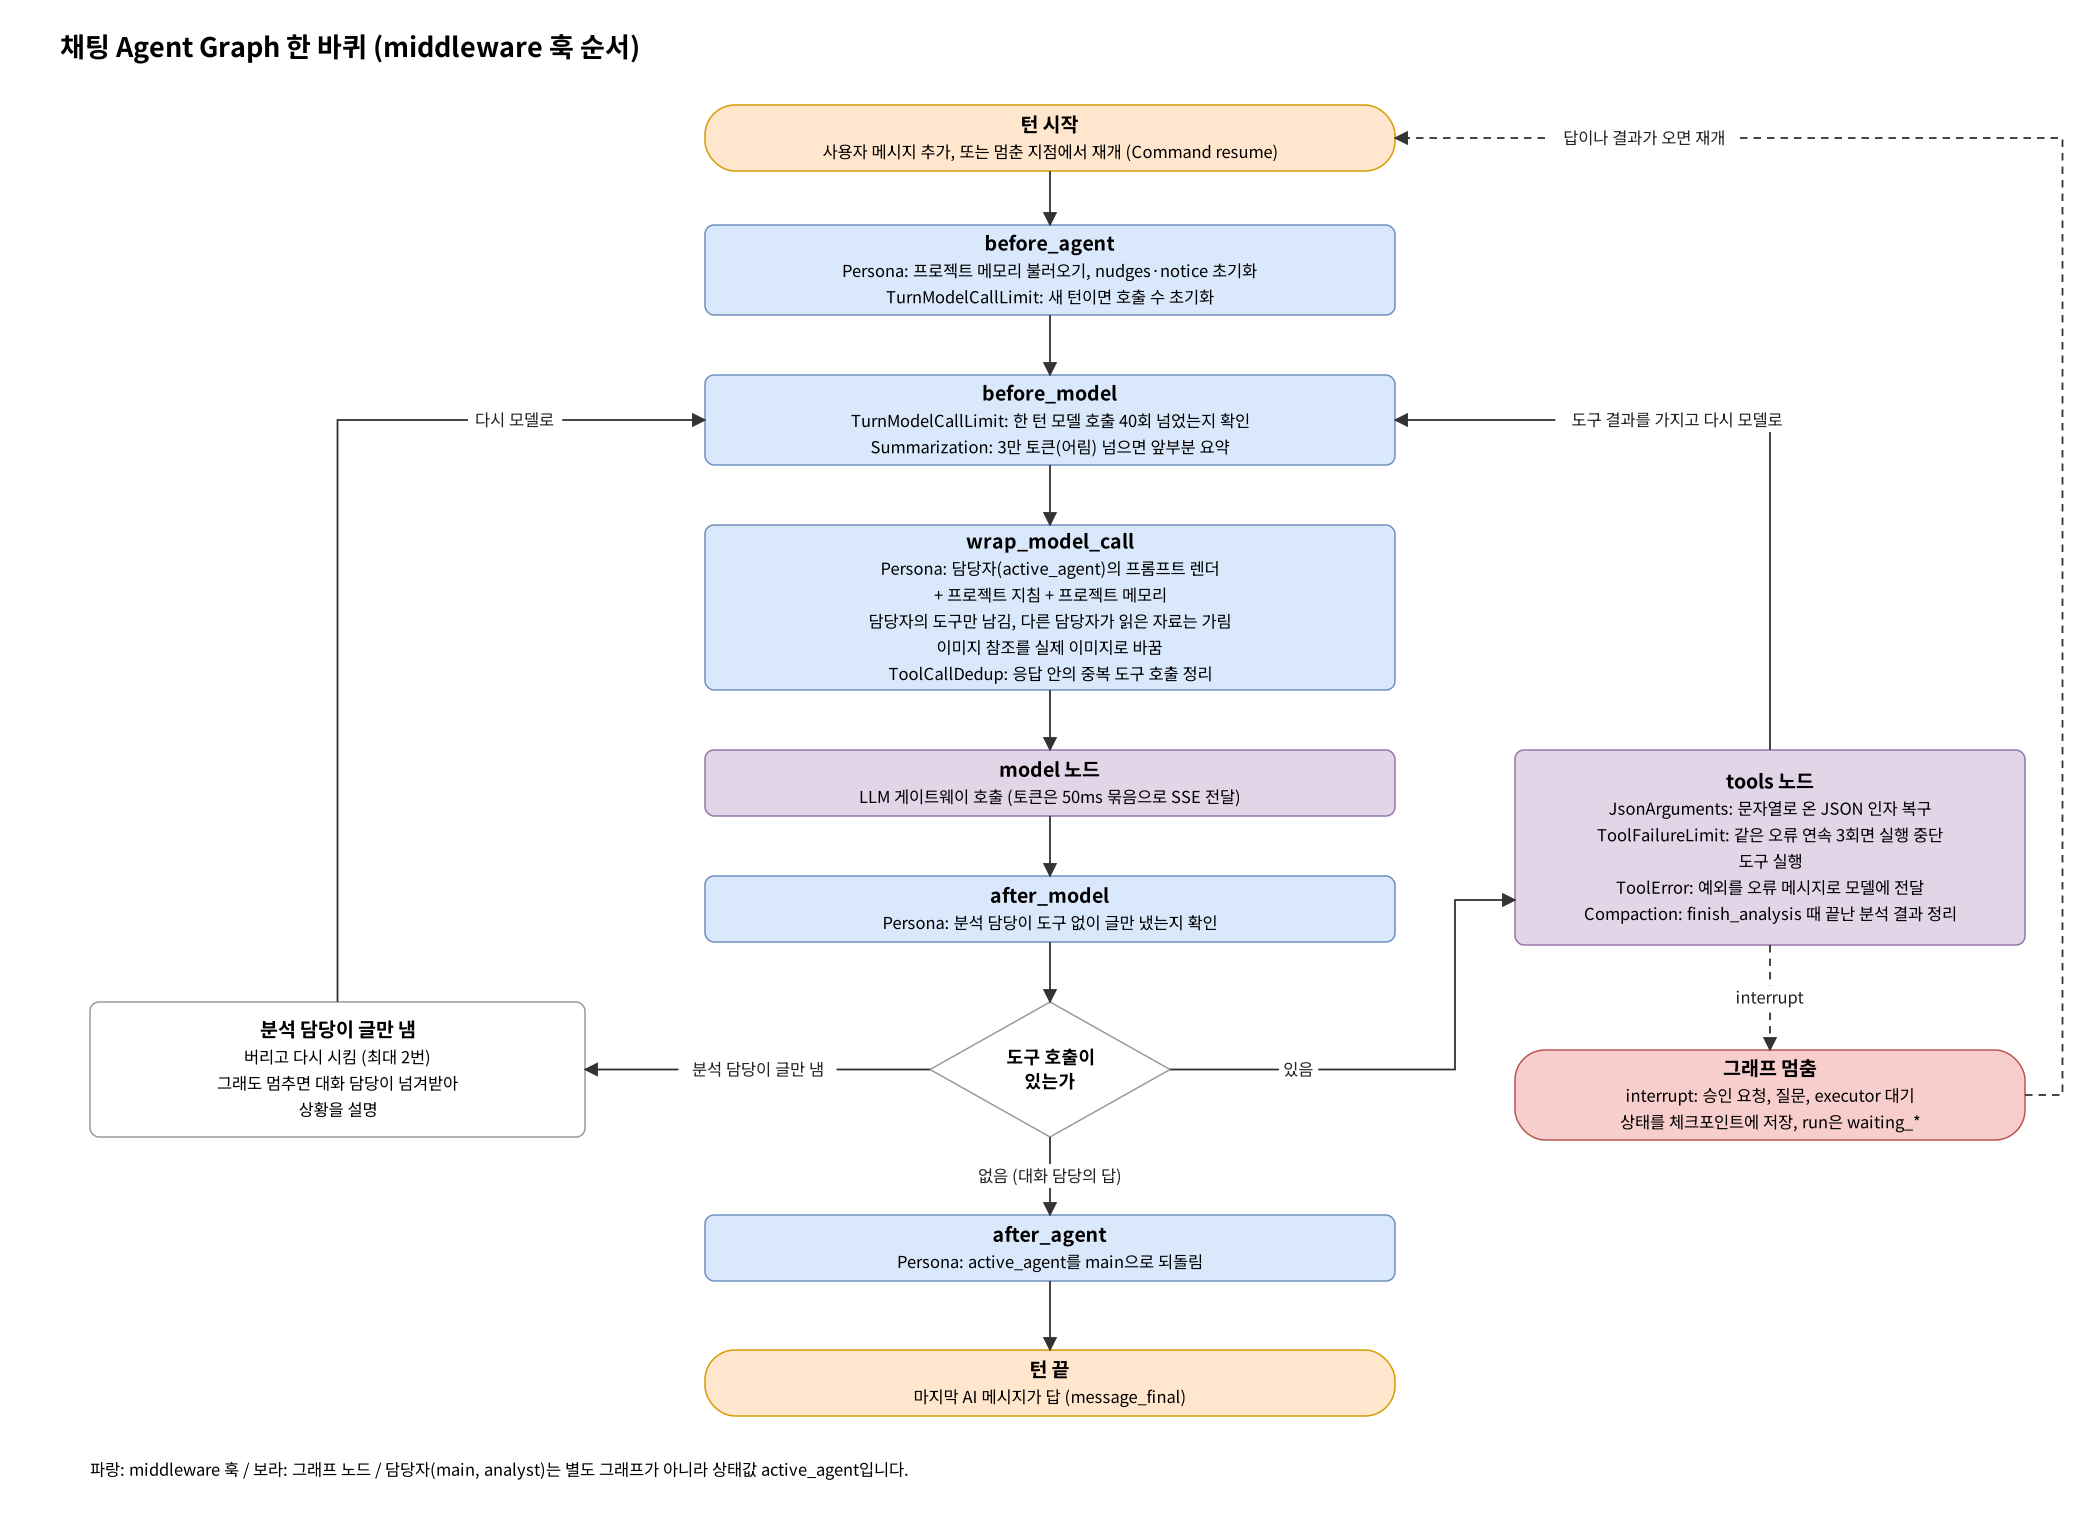 채팅 Agent Graph 한 바퀴 (middleware 훅 순서)
턴 시작
사용자 메시지 추가, 또는 멈춘 지점에서 재개 (Command resume)
답이나 결과가 오면 재개
before_agent
Persona: 프로젝트 메모리 불러오기, nudges·notice 초기화
TurnModelCallLimit: 새 턴이면 호출 수 초기화
before_model
TurnModelCallLimit: 한 턴 모델 호출 40회 넘었는지 확인
Summarization: 3만 토큰(어림) 넘으면 앞부분 요약
다시 모델로
도구 결과를 가지고 다시 모델로
wrap_model_call
Persona: 담당자(active_agent)의 프롬프트 렌더
+ 프로젝트 지침 + 프로젝트 메모리
담당자의 도구만 남김, 다른 담당자가 읽은 자료는 가림
이미지 참조를 실제 이미지로 바꿈
ToolCallDedup: 응답 안의 중복 도구 호출 정리
model 노드
LLM 게이트웨이 호출 (토큰은 50ms 묶음으로 SSE 전달)
tools 노드
JsonArguments: 문자열로 온 JSON 인자 복구
ToolFailureLimit: 같은 오류 연속 3회면 실행 중단
도구 실행
ToolError: 예외를 오류 메시지로 모델에 전달
Compaction: finish_analysis 때 끝난 분석 결과 정리
after_model
Persona: 분석 담당이 도구 없이 글만 냈는지 확인
interrupt
분석 담당이 글만 냄
버리고 다시 시킴 (최대 2번)
그래도 멈추면 대화 담당이 넘겨받아
상황을 설명
분석 담당이 글만 냄
도구 호출이
있는가
있음
그래프 멈춤
interrupt: 승인 요청, 질문, executor 대기
상태를 체크포인트에 저장, run은 waiting_*
없음 (대화 담당의 답)
after_agent
Persona: active_agent를 main으로 되돌림
턴 끝
마지막 AI 메시지가 답 (message_final)
파랑: middleware 훅 / 보라: 그래프 노드 / 담당자(main, analyst)는 별도 그래프가 아니라 상태값 active_agent입니다.